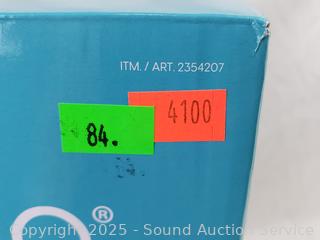 ITM. / ART. 2354207
4100
84.
®
Copyright © 2025 - Sound Auction Service